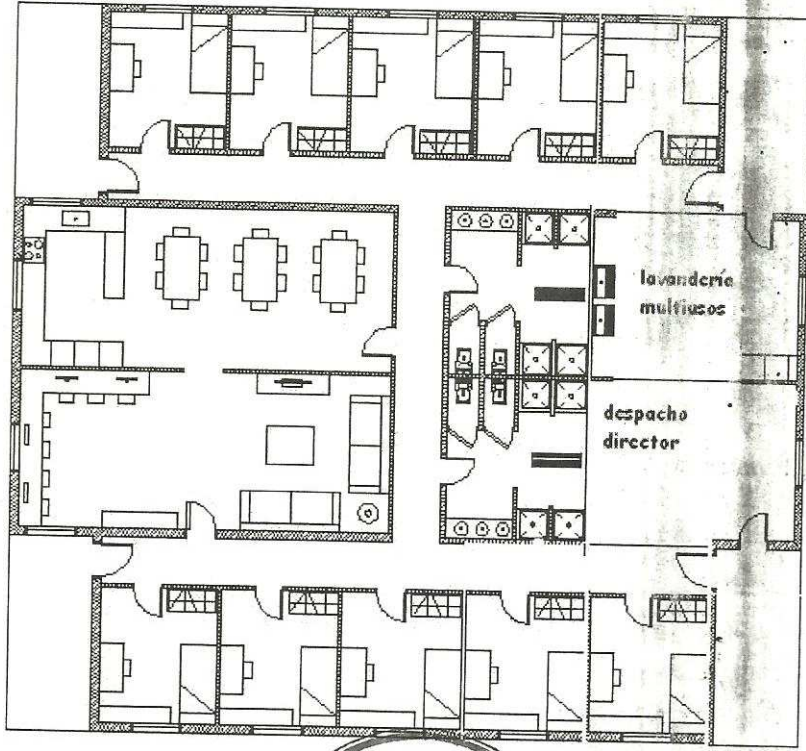 lavandería
multiusos
despacho
director